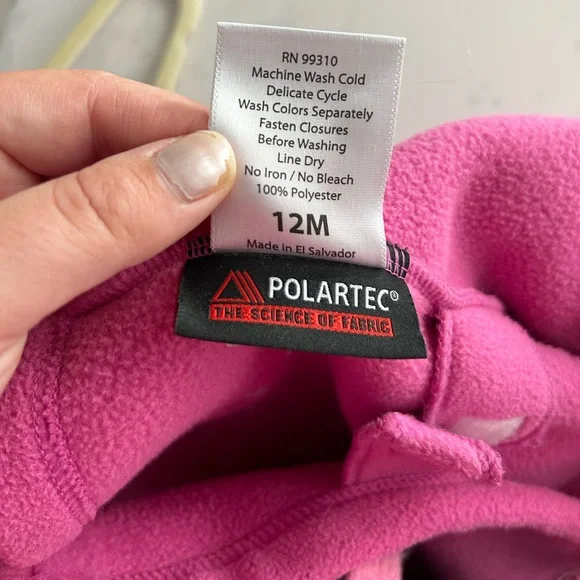 RN 99310
Machine Wash Cold
Delicate Cycle
Wash Colors Separately
Fasten Closures
Before Washing
Line Dry
No Iron / No Bleach
100% Polyester
12M
Made in El Salvador
POLARTEC®
THE SCIENCE OF FABRIC